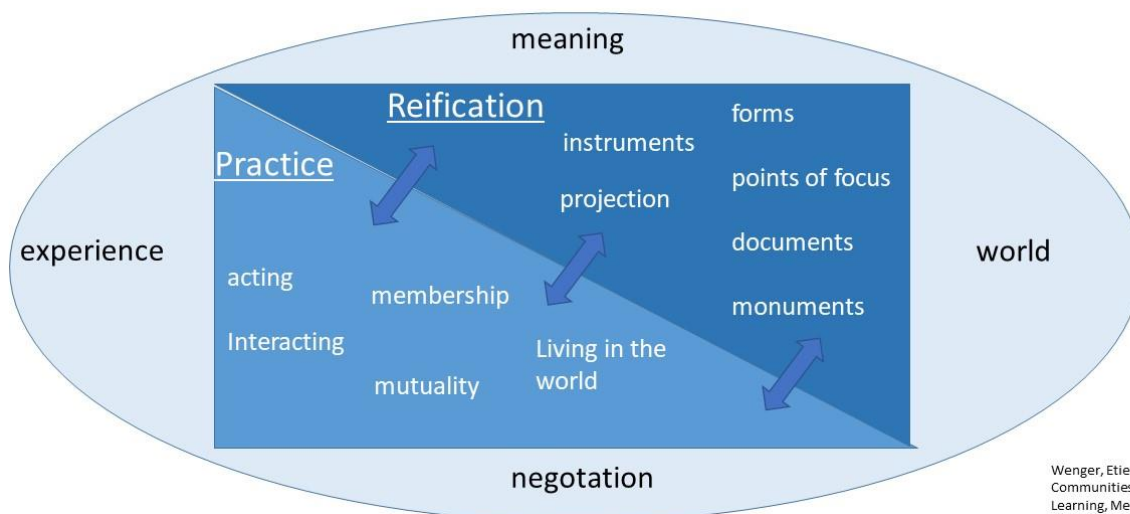 meaning
Reification
forms
instruments
Practice
points of focus
projection
experience
documents
world
acting
membership
monuments
Interacting
Living in the
world
mutuality
negotation
Wenger, Etie
Communities
Learning, Me